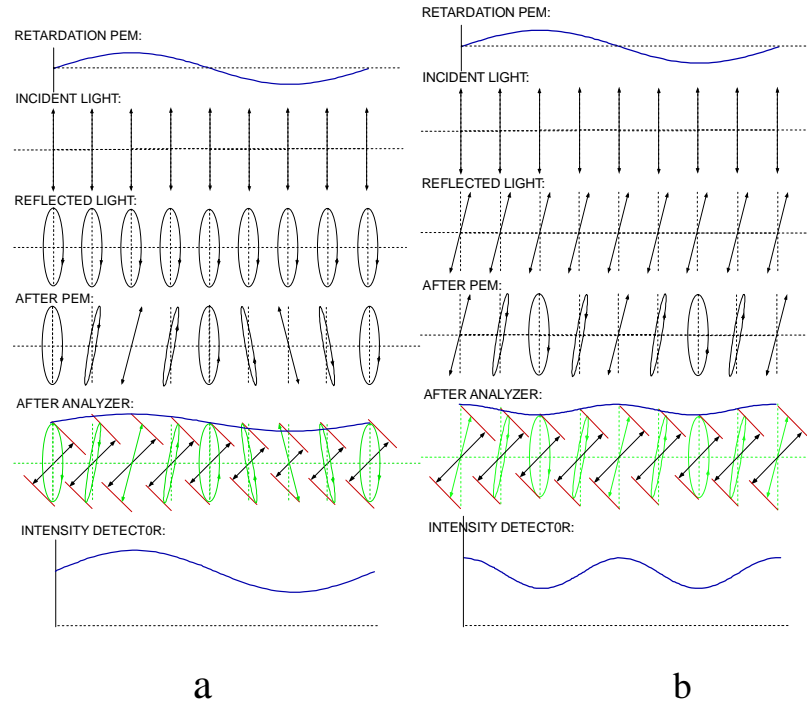 RETARDATION PEM:
INCIDENT LIGHT:
REFLECTED LIGHT:
AFTER PEM:
AFTER ANALYZER:
INTENSITY DETECT0R:
a
RETARDATION PEM:
INCIDENT LIGHT:
REFLECTED LIGHT:
AFTER PEM:
AFTER ANALYZER:
INTENSITY DETECT0R:
b